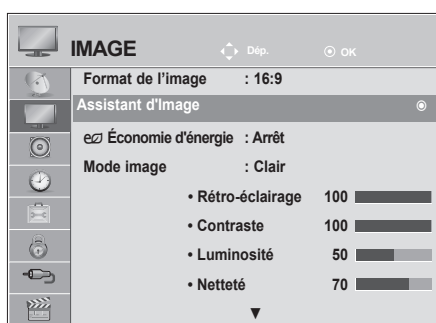 IMAGE Dép. OK
Format de l'image : 16:9
Assistant d'Image
Économie d'énergie : Arrêt
Mode image : Clair
• Rétro-éclairage 100
• Contraste 100
• Luminosité 50
• Netteté 70